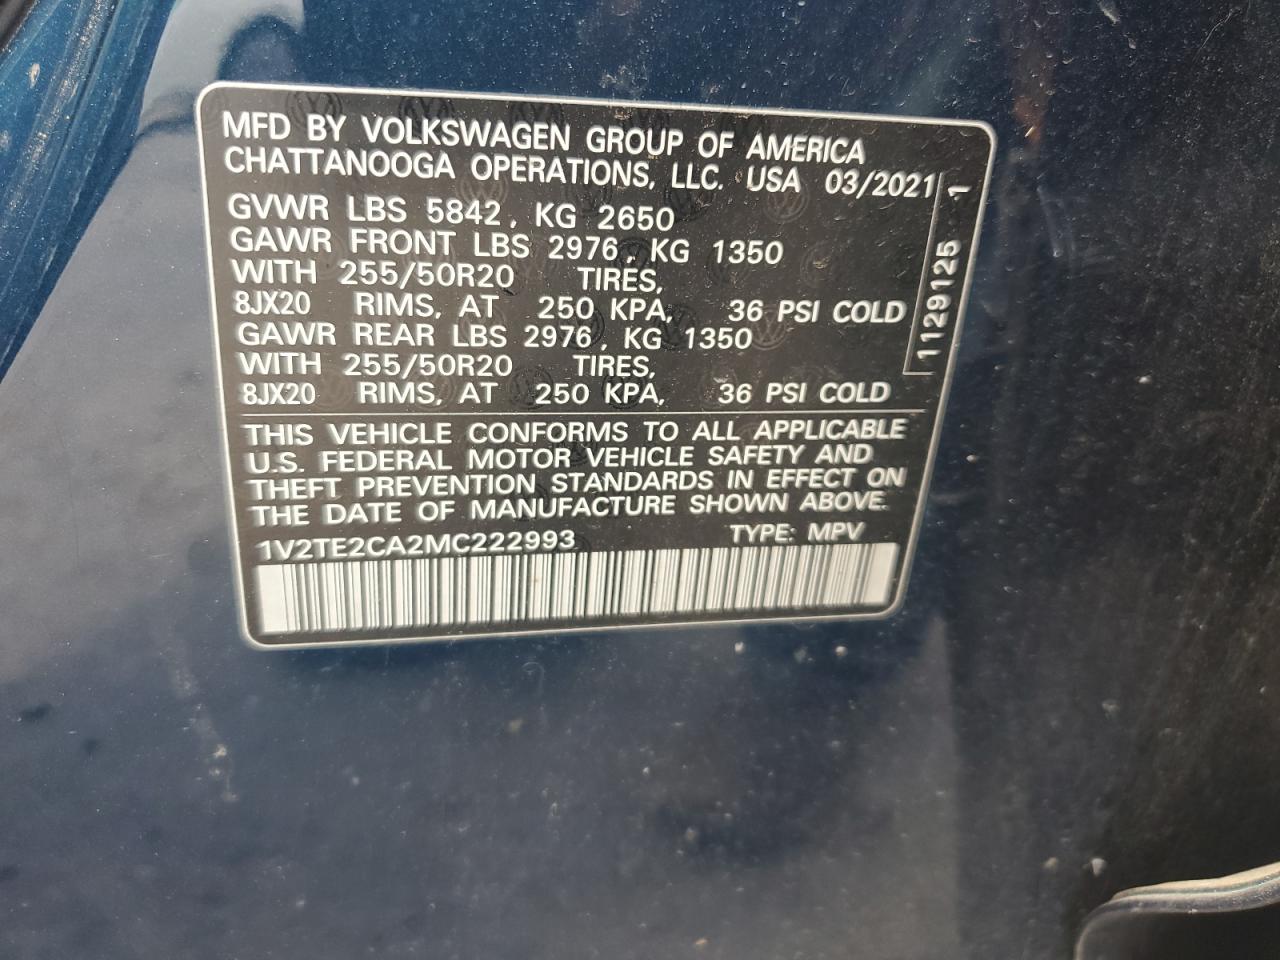 MFD BY VOLKSWAGEN GROUP OF AMERICA
CHATTANOOGA OPERATIONS, LLC. USA 03/2021
GVWR LBS 5842, KG 2650
GAWR FRONT LBS 2976, KG 1350
WITH 255/50R20 TIRES,
8JX20 RIMS, AT 250 KPA, 36 PSI COLD
GAWR REAR LBS 2976, KG 1350
WITH 255/50R20 TIRES,
8JX20 RIMS, AT 250 KPA, 36 PSI COLD
1129125 1
THIS VEHICLE CONFORMS TO ALL APPLICABLE
U.S. FEDERAL MOTOR VEHICLE SAFETY AND
THEFT PREVENTION STANDARDS IN EFFECT ON
THE DATE OF MANUFACTURE SHOWN ABOVE.
1V2TE2CA2MC222993 TYPE: MPV